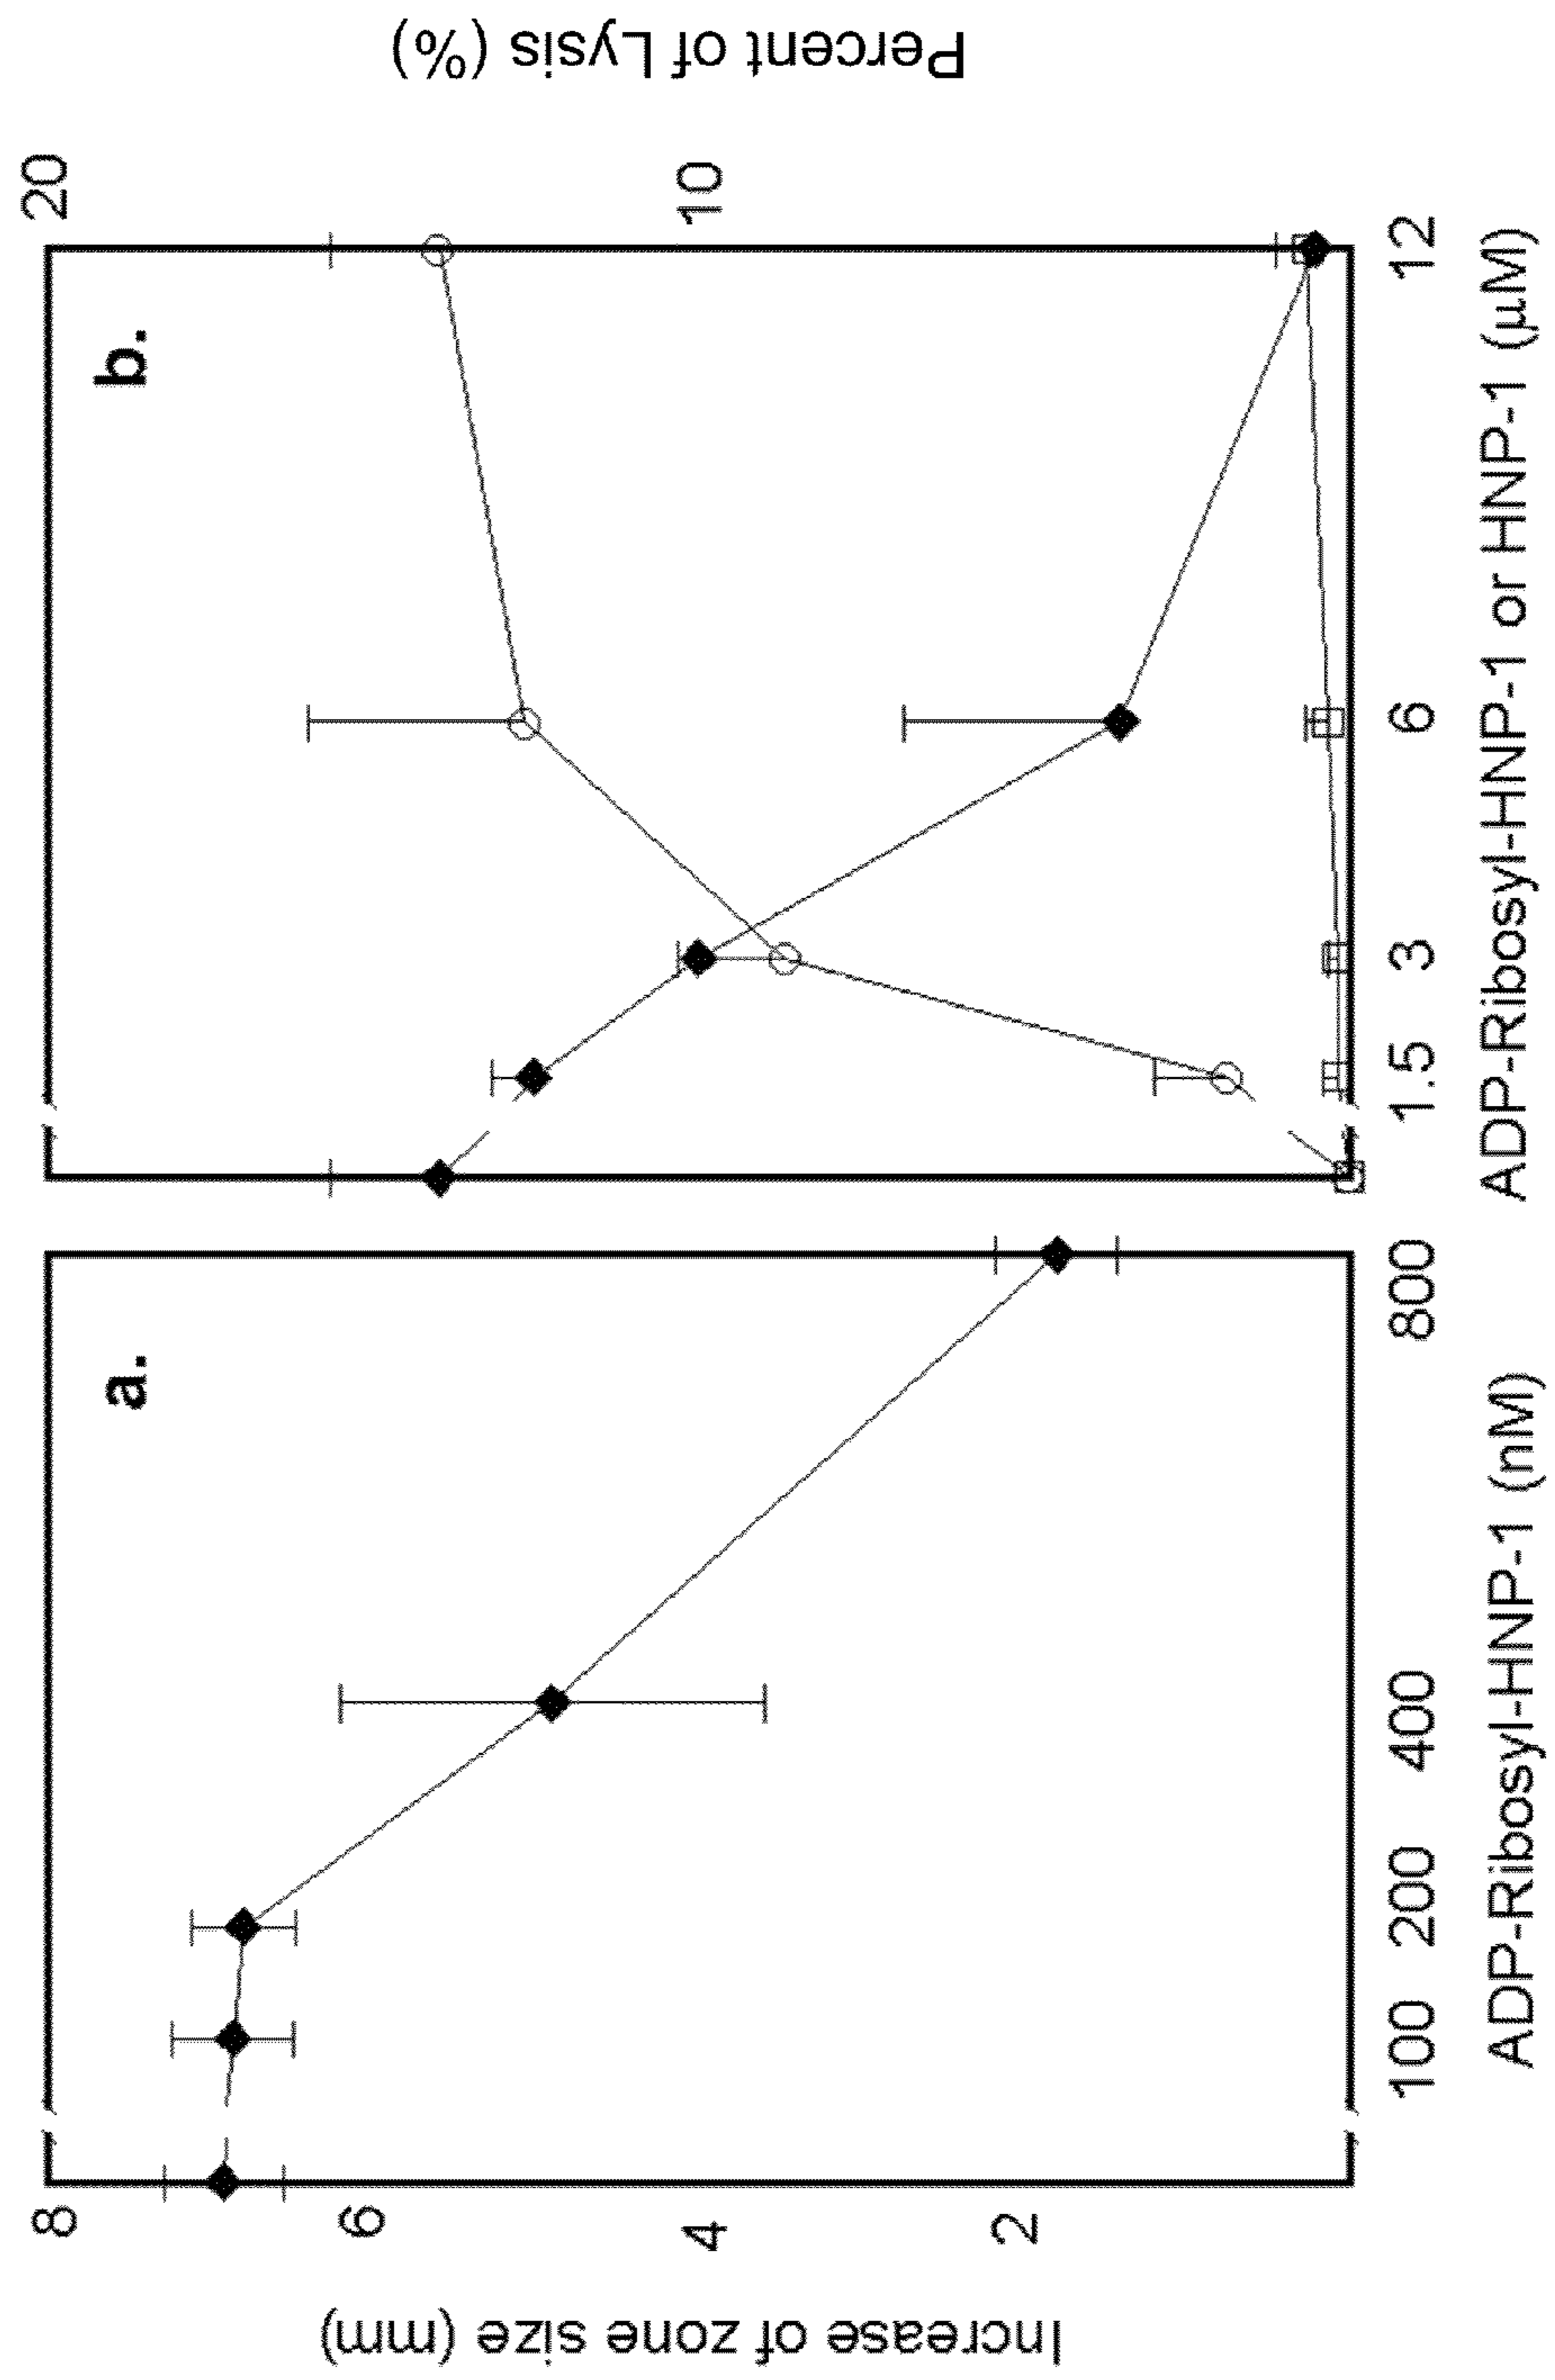 Increase of zone size (mm)
8
6
4
2
a.
100
200
400
800
ADP-Ribosyl-HNP-1 (nM)
b.
1.5
3
6
12
ADP-Ribosyl-HNP-1 or HNP-1 (μM)
20
10
Percent of Lysis (%)